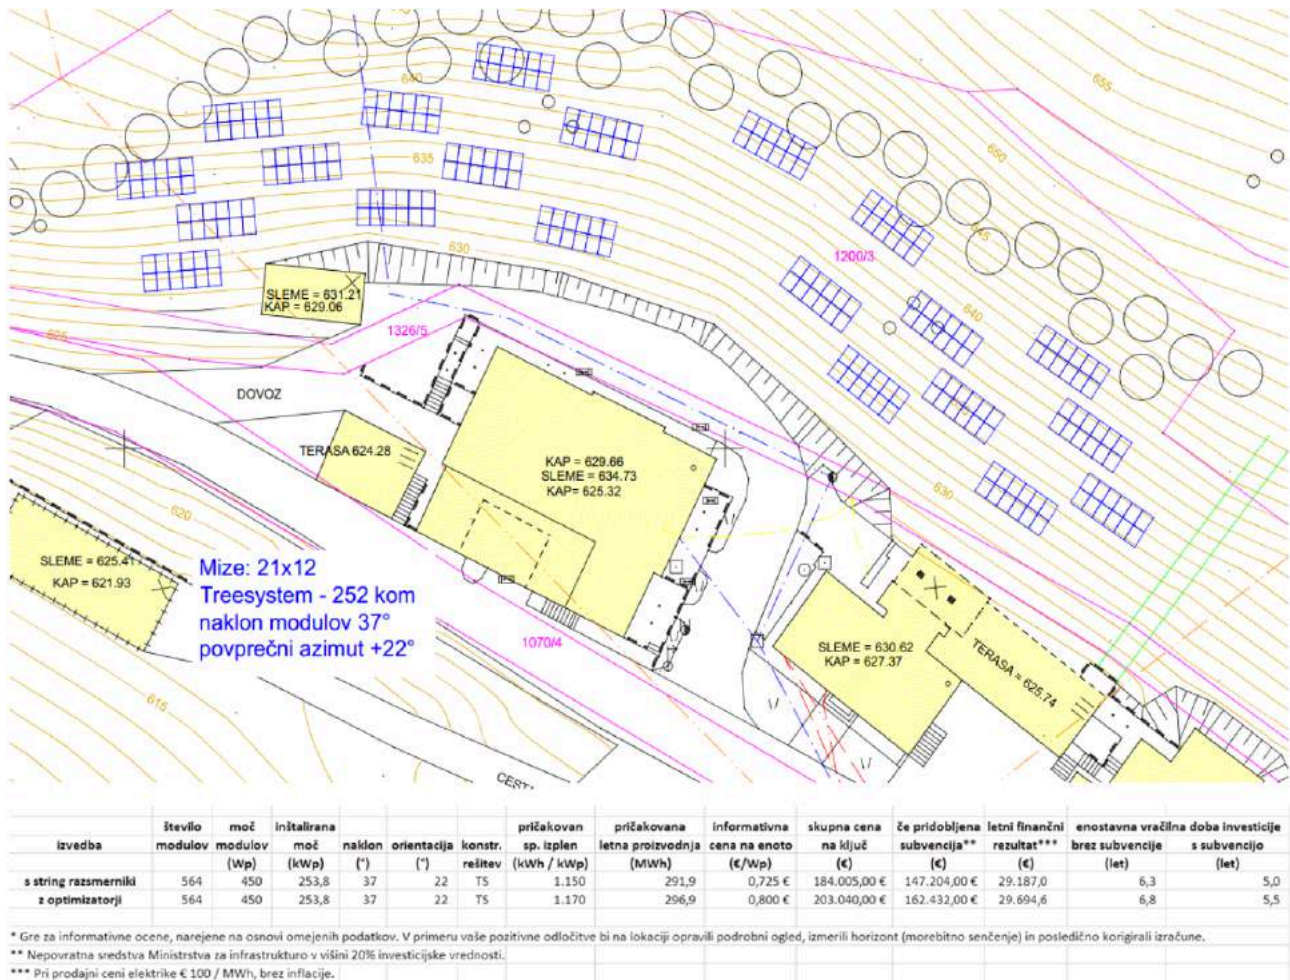 640
635
630
655
650
645
1200/3
640
630
625
620
615
SLEME = 631.21
KAP = 629.06
1326/5
DOVOZ
TERASA 624.28
KAP = 629.66
SLEME = 634.73
KAP= 625.32
SLEME = 625.41
KAP = 621.93
Mize: 21x12
Treesystem - 252 kom
naklon modulov 37°
povprečni azimut +22°
1070/4
SLEME = 630.62
KAP = 627.37
TERASA = 625.74
CESTA
število moč inštalirana pričakovan pričakovana informativna skupna cena če pridobljena letni finančni enostavna vračilna doba investicije
izvedba modulov modulov moč naklon orientacija konstr. sp. izplen letna proizvodnja cena na enoto na ključ subvencija** rezultat*** brez subvencije s subvencijo
(Wp) (kWp) (°) (°) rešitev (kWh / kWp) (MWh) (€/Wp) (€) (€) (€) (let) (let)
s string razsmerniki 564 450 253,8 37 22 TS 1.150 291,9 0,725 € 184.005,00 € 147.204,00 € 29.187,0 6,3 5,0
z optimizatorji 564 450 253,8 37 22 TS 1.170 296,9 0,800 € 203.040,00 € 162.432,00 € 29.694,6 6,8 5,5
* Gre za informativne ocene, narejene na osnovi omejenih podatkov. V primeru vaše pozitivne odločitve bi na lokaciji opravili podrobni ogled, izmerili horizont (morebitno senčenje) in posledično korigirali izračune.
** Nepovratna sredstva Ministrstva za infrastrukturo v višini 20% investicijske vrednosti.
*** Pri prodajni ceni elektrike € 100 / MWh, brez inflacije.